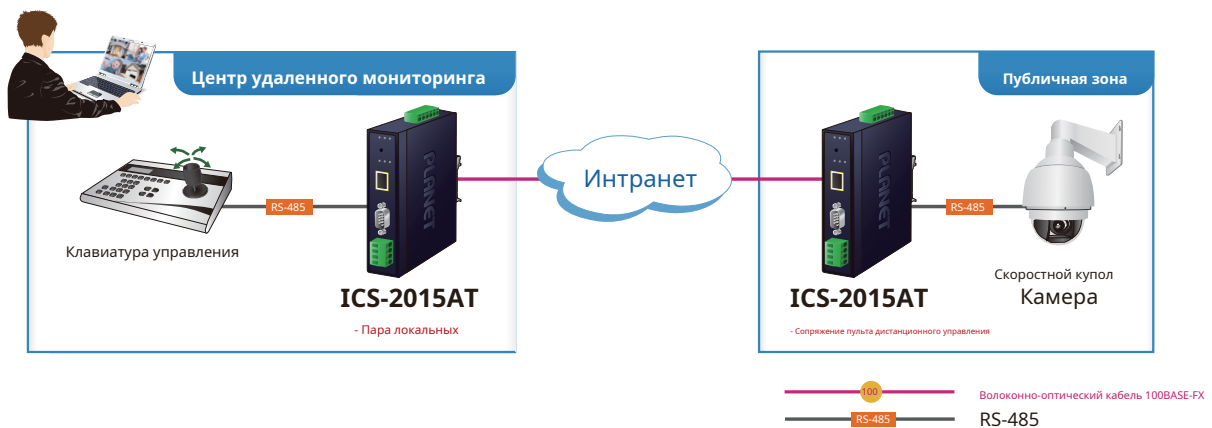 Центр удаленного мониторинга
Публичная зона
PLANET
PLANET
Интранет
RS-485
RS-485
Клавиатура управления
Скоростной купол
Камера
ICS-2015AT
ICS-2015AT
- Пара локальных
- Сопряжение пульта дистанционного управления
100
Волоконно-оптический кабель 100BASE-FX
RS-485
RS-485